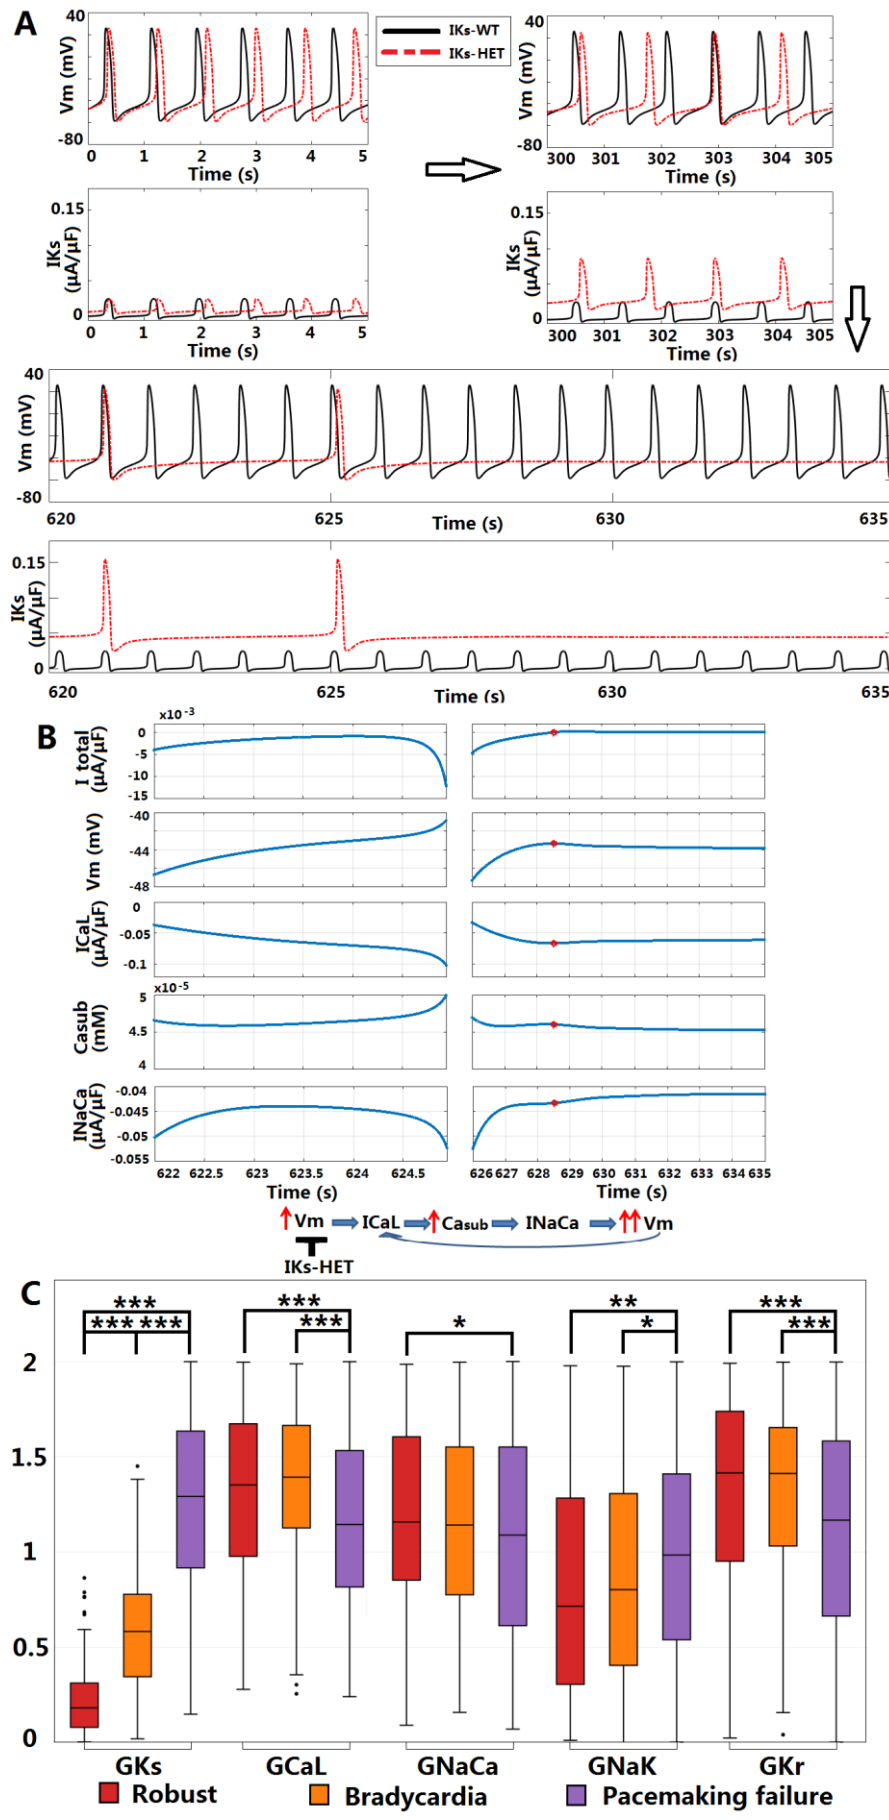 A
40
Vm (mV)
-80
0 1 2 3 4 5
Time (s)
IKs-WT
IKs-HET
40
Vm (mV)
-80
300 301 302 303 304 305
Time (s)
0.15
IKs
(µA/µF)
0
0 1 2 3 4 5
Time (s)
0.15
IKs
(µA/µF)
0
300 301 302 303 304 305
Time (s)
40
Vm (mV)
-80
620 625 630 635
Time (s)
0.15
IKs
(µA/µF)
0
620 625 630 635
Time (s)
B
x10⁻³
I total
(µA/µF)
0
-5
-10
-15
Vm (mV)
-40
-44
-48
ICaL
(µA/µF)
0
-0.05
-0.1
x10⁻⁵
Casub
(mM)
5
4.5
4
INaCa
(µA/µF)
-0.04
-0.045
-0.05
-0.055
622 622.5 623 623.5 624 624.5
Time (s)
626 627 628 629 630 631 632 633 634 635
Time (s)
Vm ICaL Casub INaCa Vm
IKs-HET
C
*** *** * ** ***
*** *** *** * ***
2
1.5
1
0.5
0
GKs GCaL GNaCa GNaK GKr
Robust Bradycardia Pacemaking failure